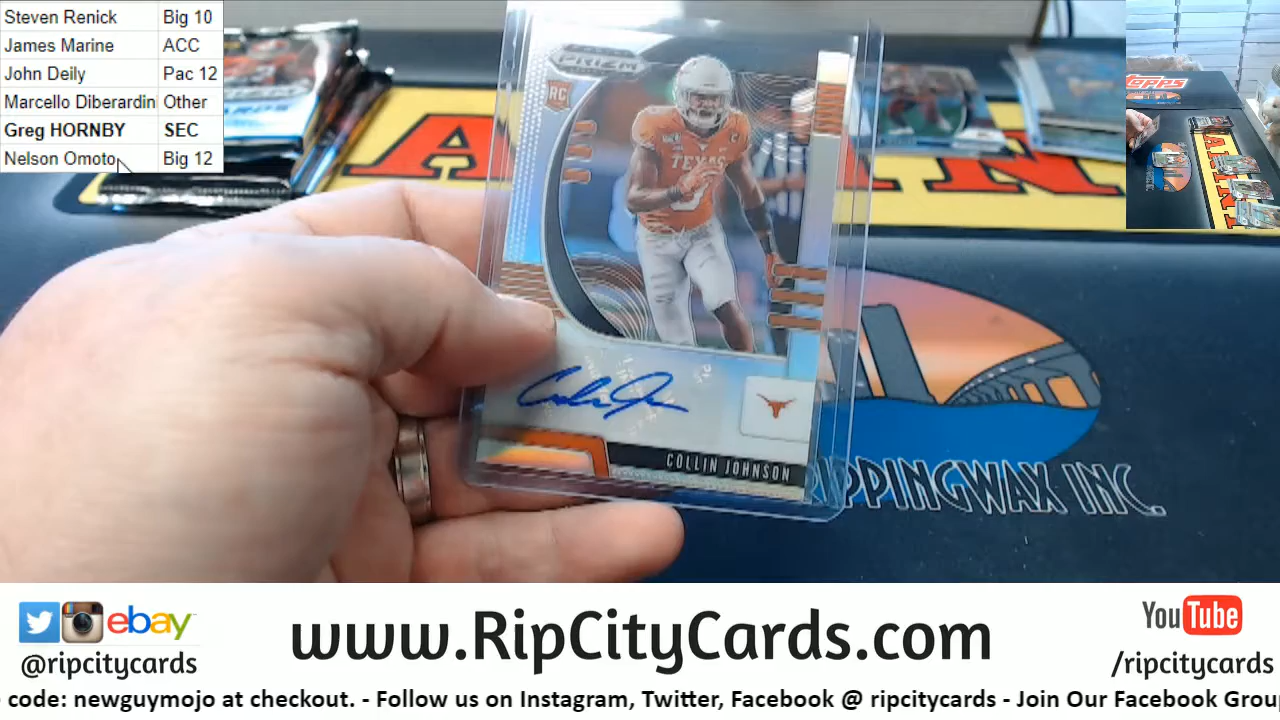 Steven Renick Big 10
James Marine ACC
John Deily Pac 12
Marcello Diberardin Other
Greg HORNBY SEC
Nelson Omoto Big 12
PRIZM
RC
TEXAS
COLLIN JOHNSON
RIPPINGWAX INC.
Topps
ebay
@ripcitycards
www.RipCityCards.com
YouTube
/ripcitycards
code: newguymojo at checkout. - Follow us on Instagram, Twitter, Facebook @ ripcitycards - Join Our Facebook Grou